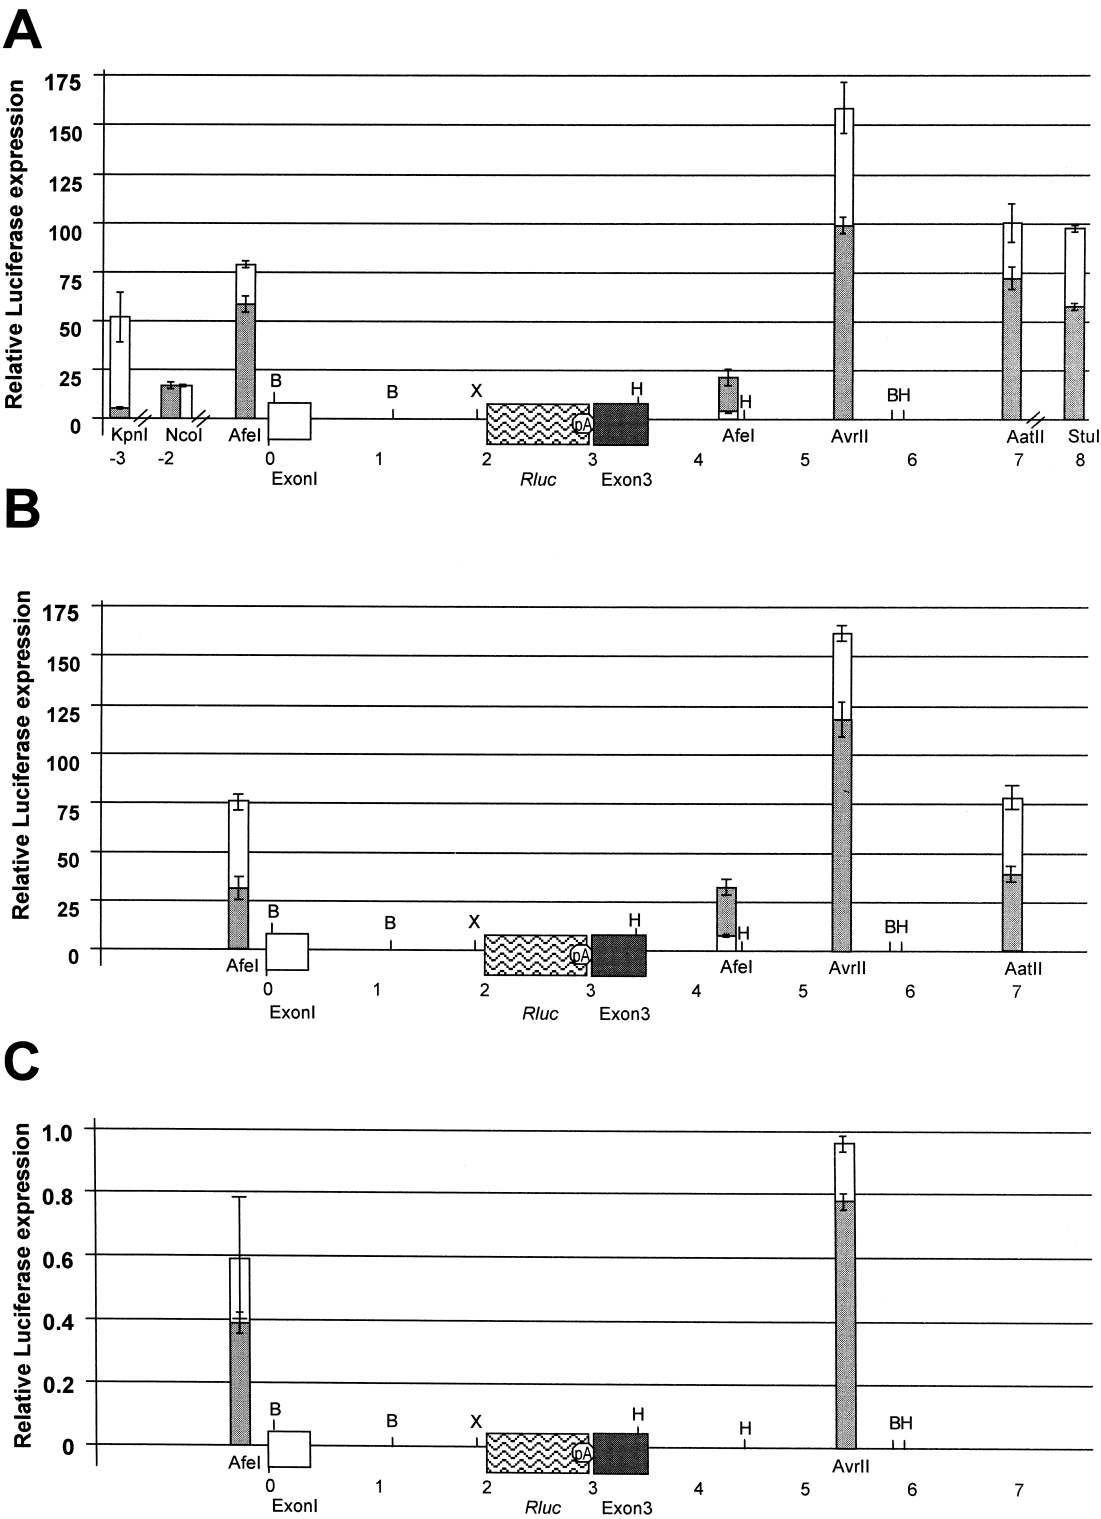 A
Relative Luciferase expression
175
150
125
100
75
50
25
0
B
B
X
pA
H
H
BH
KpnI
NcoI
AfeI
AfeI
AvrII
AatII
StuI
-3
-2
0
1
2
3
4
5
6
7
8
ExonI
Rluc
Exon3
B
Relative Luciferase expression
175
150
125
100
75
50
25
0
B
B
X
pA
H
H
BH
AfeI
AfeI
AvrII
AatII
0
1
2
3
4
5
6
7
ExonI
Rluc
Exon3
C
Relative Luciferase expression
1.0
0.8
0.6
0.4
0.2
0
B
B
X
pA
H
H
BH
AfeI
AvrII
0
1
2
3
4
5
6
7
ExonI
Rluc
Exon3